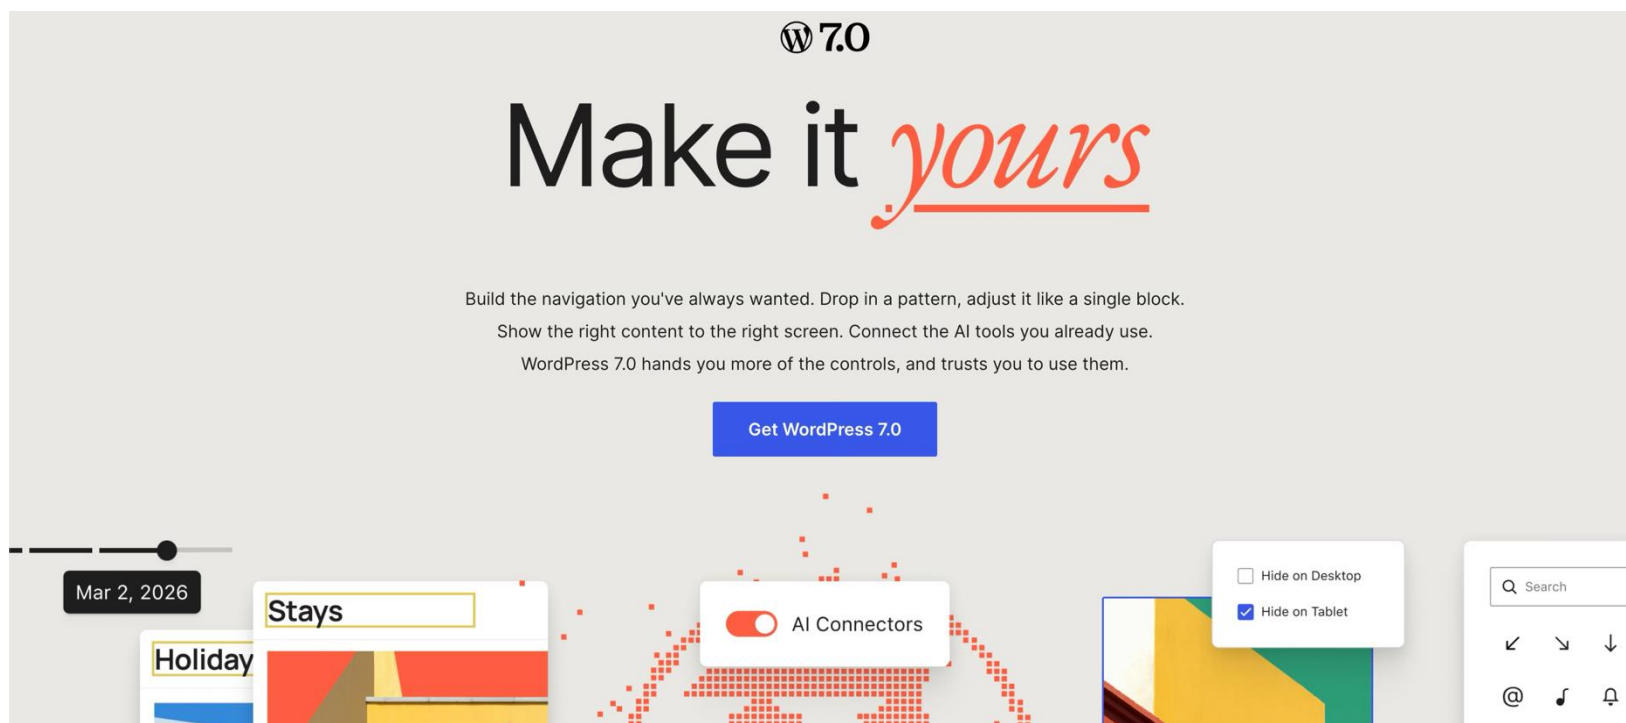 7.0
Make it yours
Build the navigation you've always wanted. Drop in a pattern, adjust it like a single block.
Show the right content to the right screen. Connect the AI tools you already use.
WordPress 7.0 hands you more of the controls, and trusts you to use them.
Get WordPress 7.0
Mar 2, 2026
Holiday
Stays
AI Connectors
Hide on Desktop
Hide on Tablet
Search
@